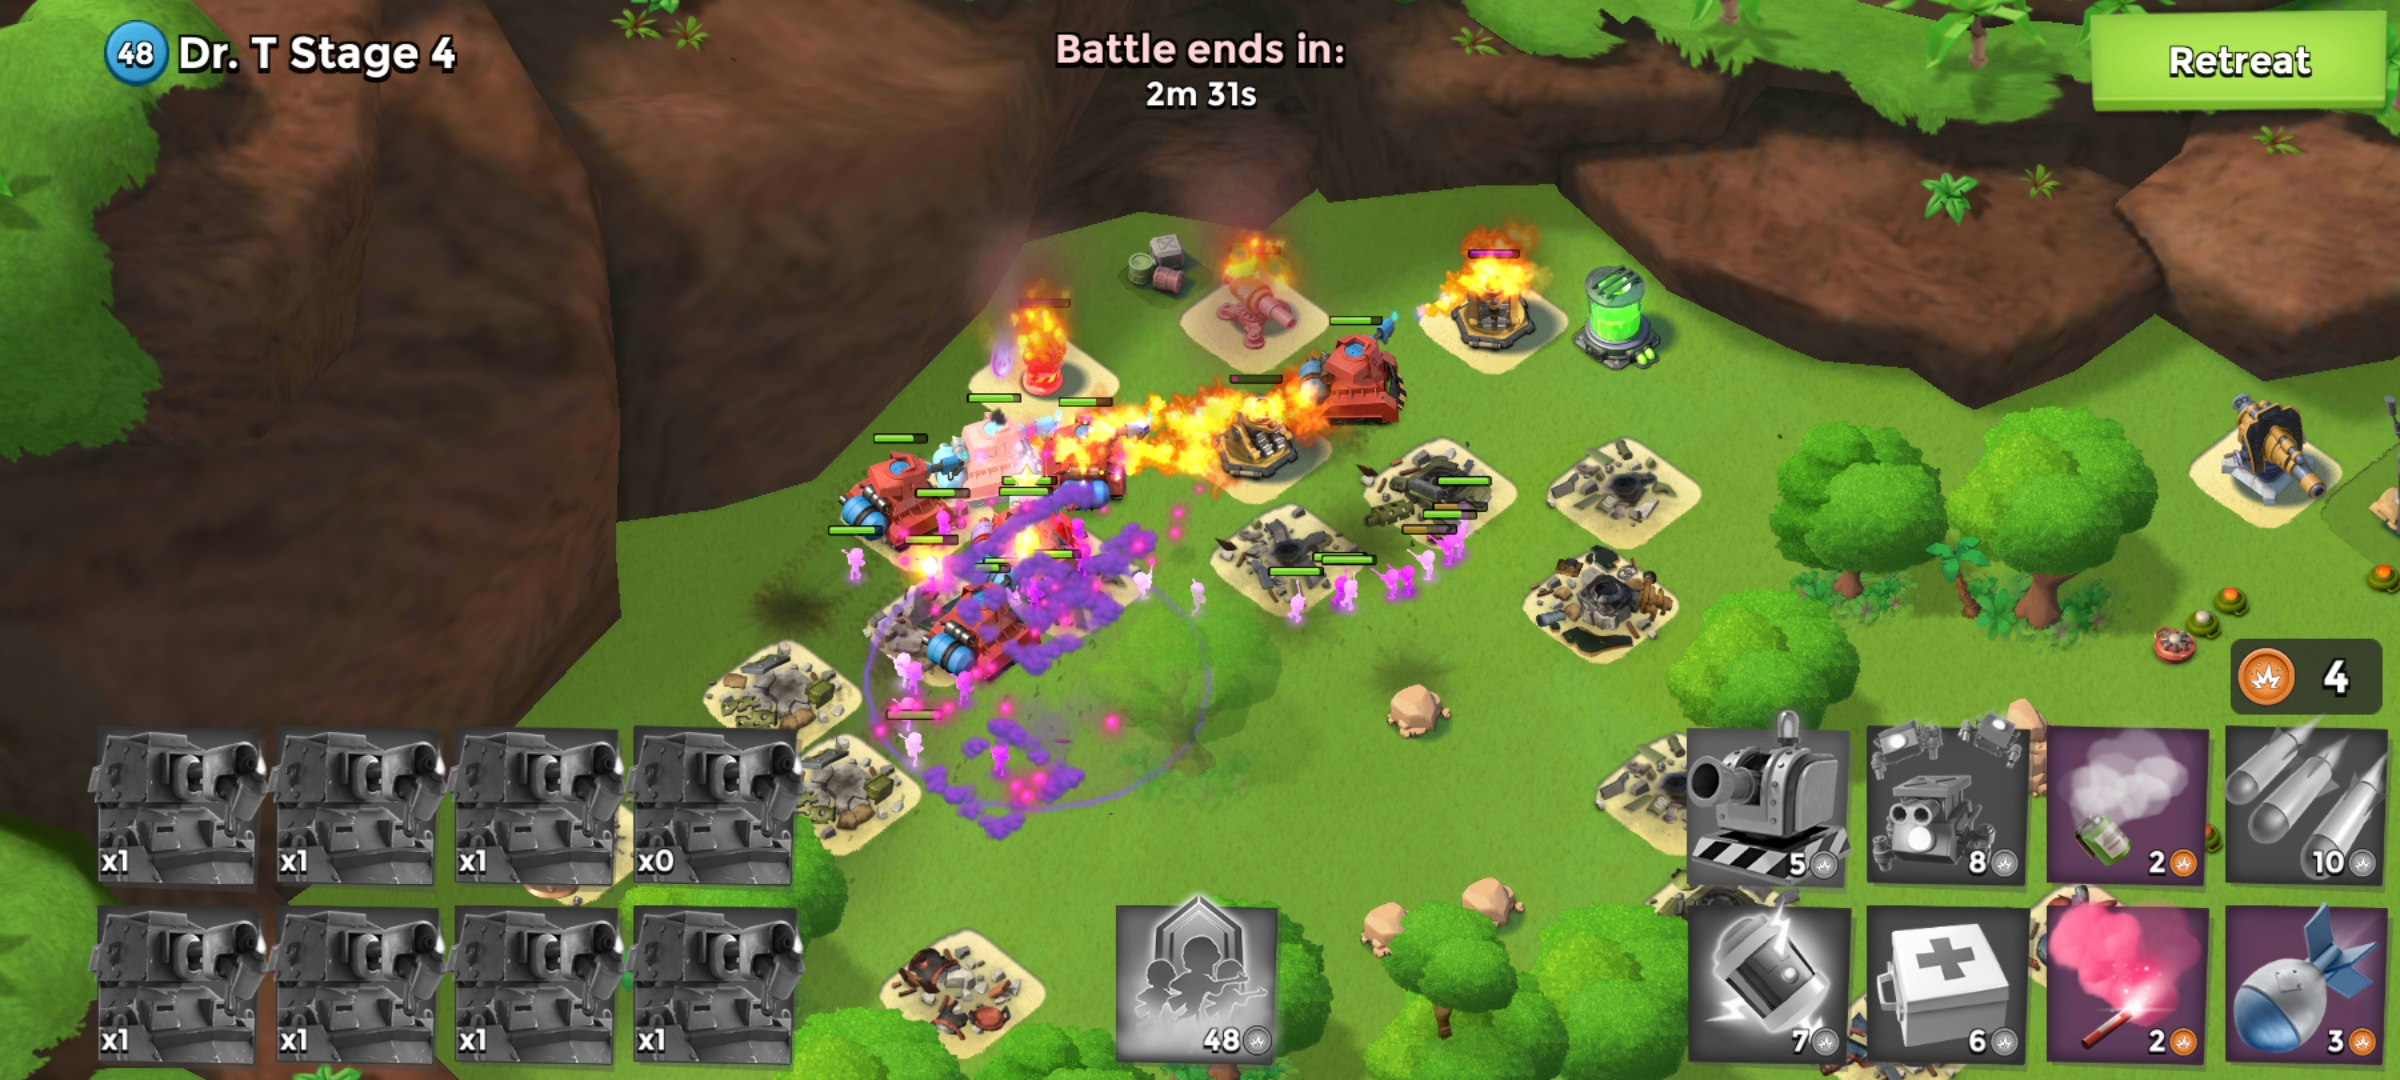 48 Dr. T Stage 4
Battle ends in:
2m 31s
Retreat
4
x1 x1 x1 x0
5 8 2 10
x1 x1 x1 x1
48
7 6 2 3